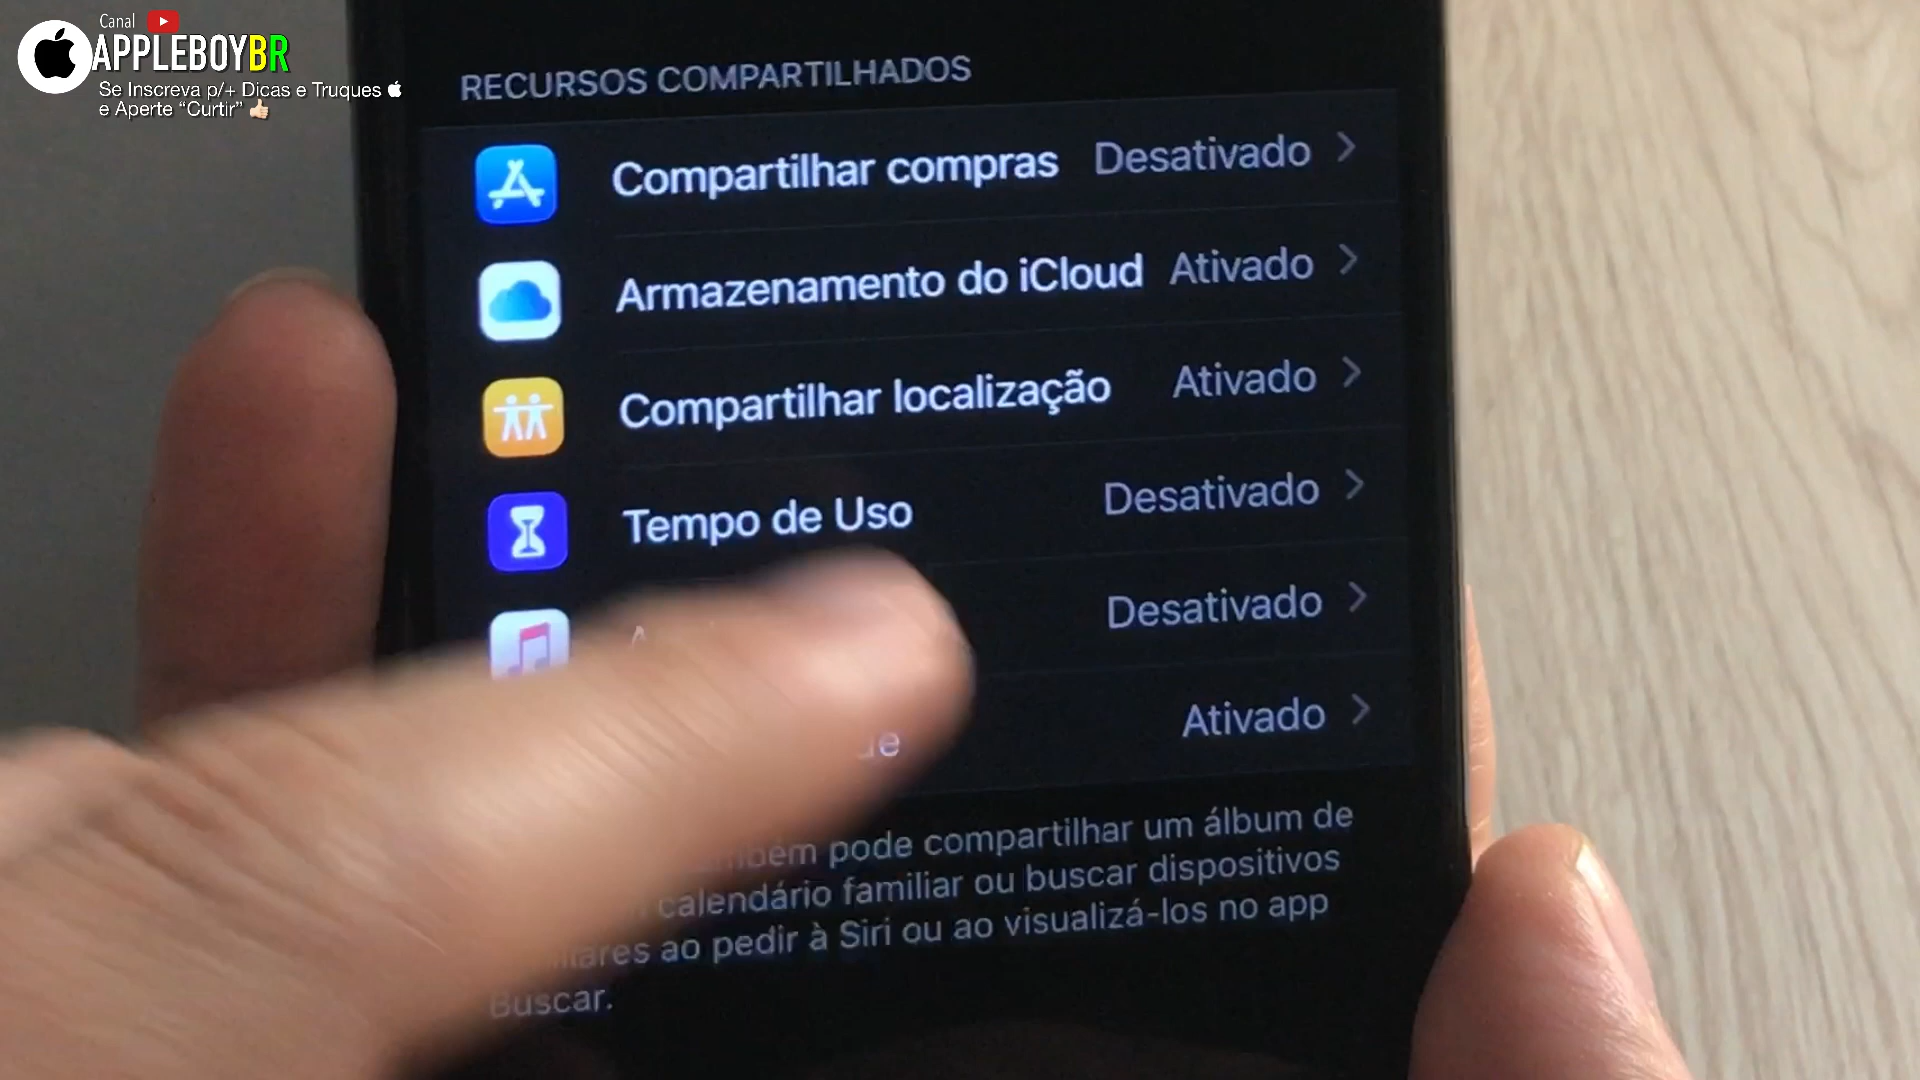 Canal
APPLEBOYBR
Se Inscreva p/+ Dicas e Truques
e Aperte “Curtir”
RECURSOS COMPARTILHADOS
Compartilhar compras Desativado
Armazenamento do iCloud Ativado
Compartilhar localização Ativado
Tempo de Uso Desativado
Desativado
Ativado
pode compartilhar um álbum de
calendário familiar ou buscar dispositivos
ao pedir à Siri ou ao visualizá-los no app
Buscar.